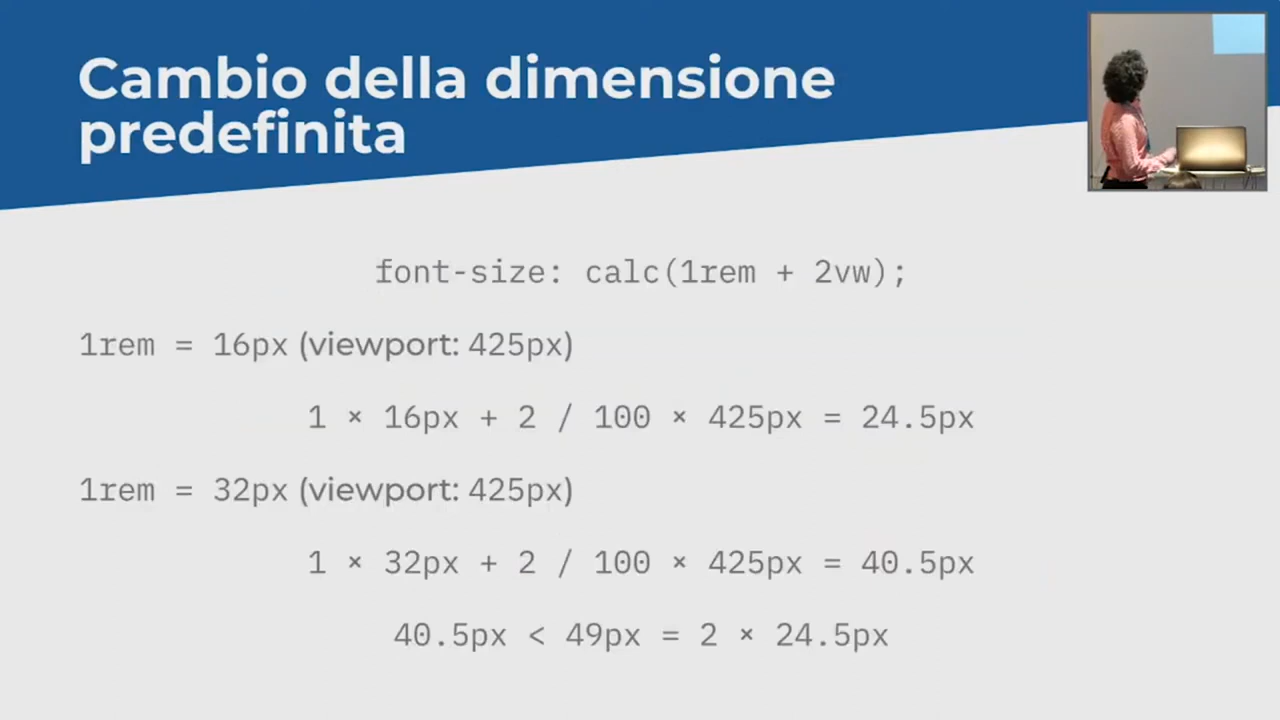 Cambio della dimensione
predefinita
font-size: calc(1rem + 2vw);
1rem = 16px (viewport: 425px)
1 × 16px + 2 / 100 × 425px = 24.5px
1rem = 32px (viewport: 425px)
1 × 32px + 2 / 100 × 425px = 40.5px
40.5px < 49px = 2 × 24.5px